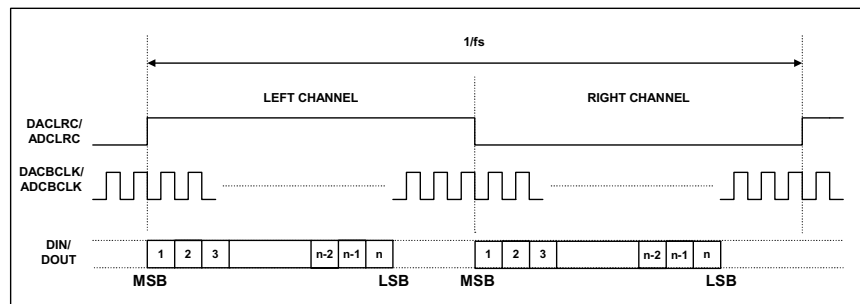 1/fs
LEFT CHANNEL
RIGHT CHANNEL
DACLRC/
ADCLRC
DACBCLK/
ADCBCLK
DIN/
DOUT
1 2 3 n-2 n-1 n 1 2 3 n-2 n-1 n
MSB LSB MSB LSB